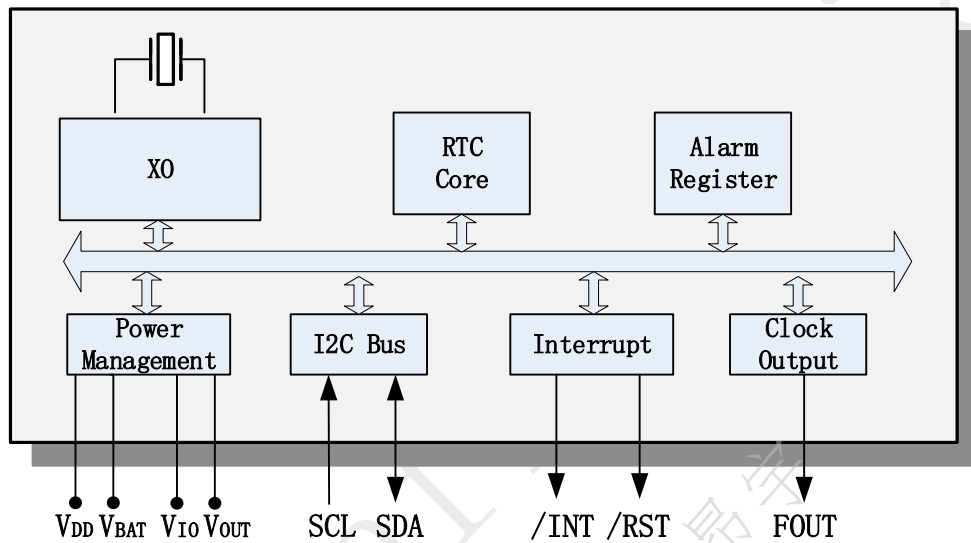 XO
RTC
Core
Alarm
Register
Power
Management
I2C Bus
Interrupt
Clock
Output
VDD VBAT VIO VOUT
SCL SDA
/INT /RST
FOUT